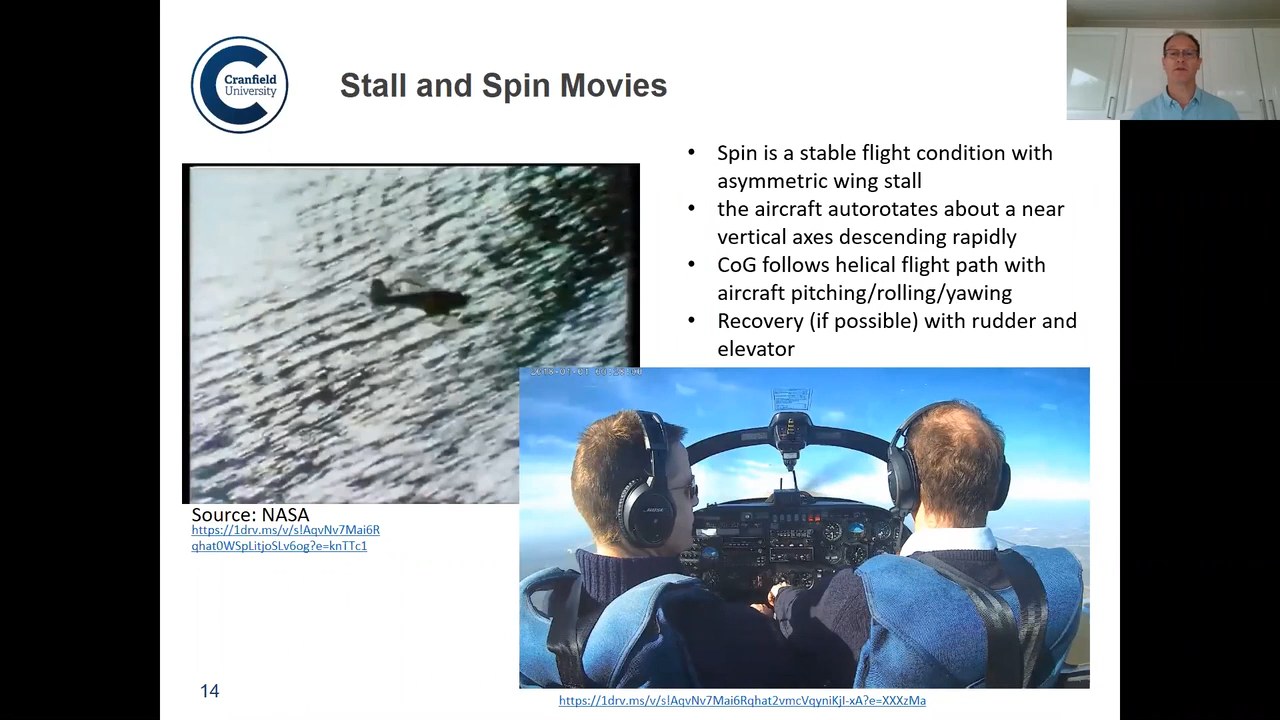 Cranfield
University
Stall and Spin Movies
• Spin is a stable flight condition with
asymmetric wing stall
• the aircraft autorotates about a near
vertical axes descending rapidly
• CoG follows helical flight path with
aircraft pitching/rolling/yawing
• Recovery (if possible) with rudder and
elevator
Source: NASA
https://1drv.ms/v/s!AqvNv7Mai6R
qhat0WSpLitjoSLv6og?e=knTTc1
BOSE
14
https://1drv.ms/v/s!AqvNv7Mai6Rqhat2vmcVqyniKjI-xA?e=XXXzMa